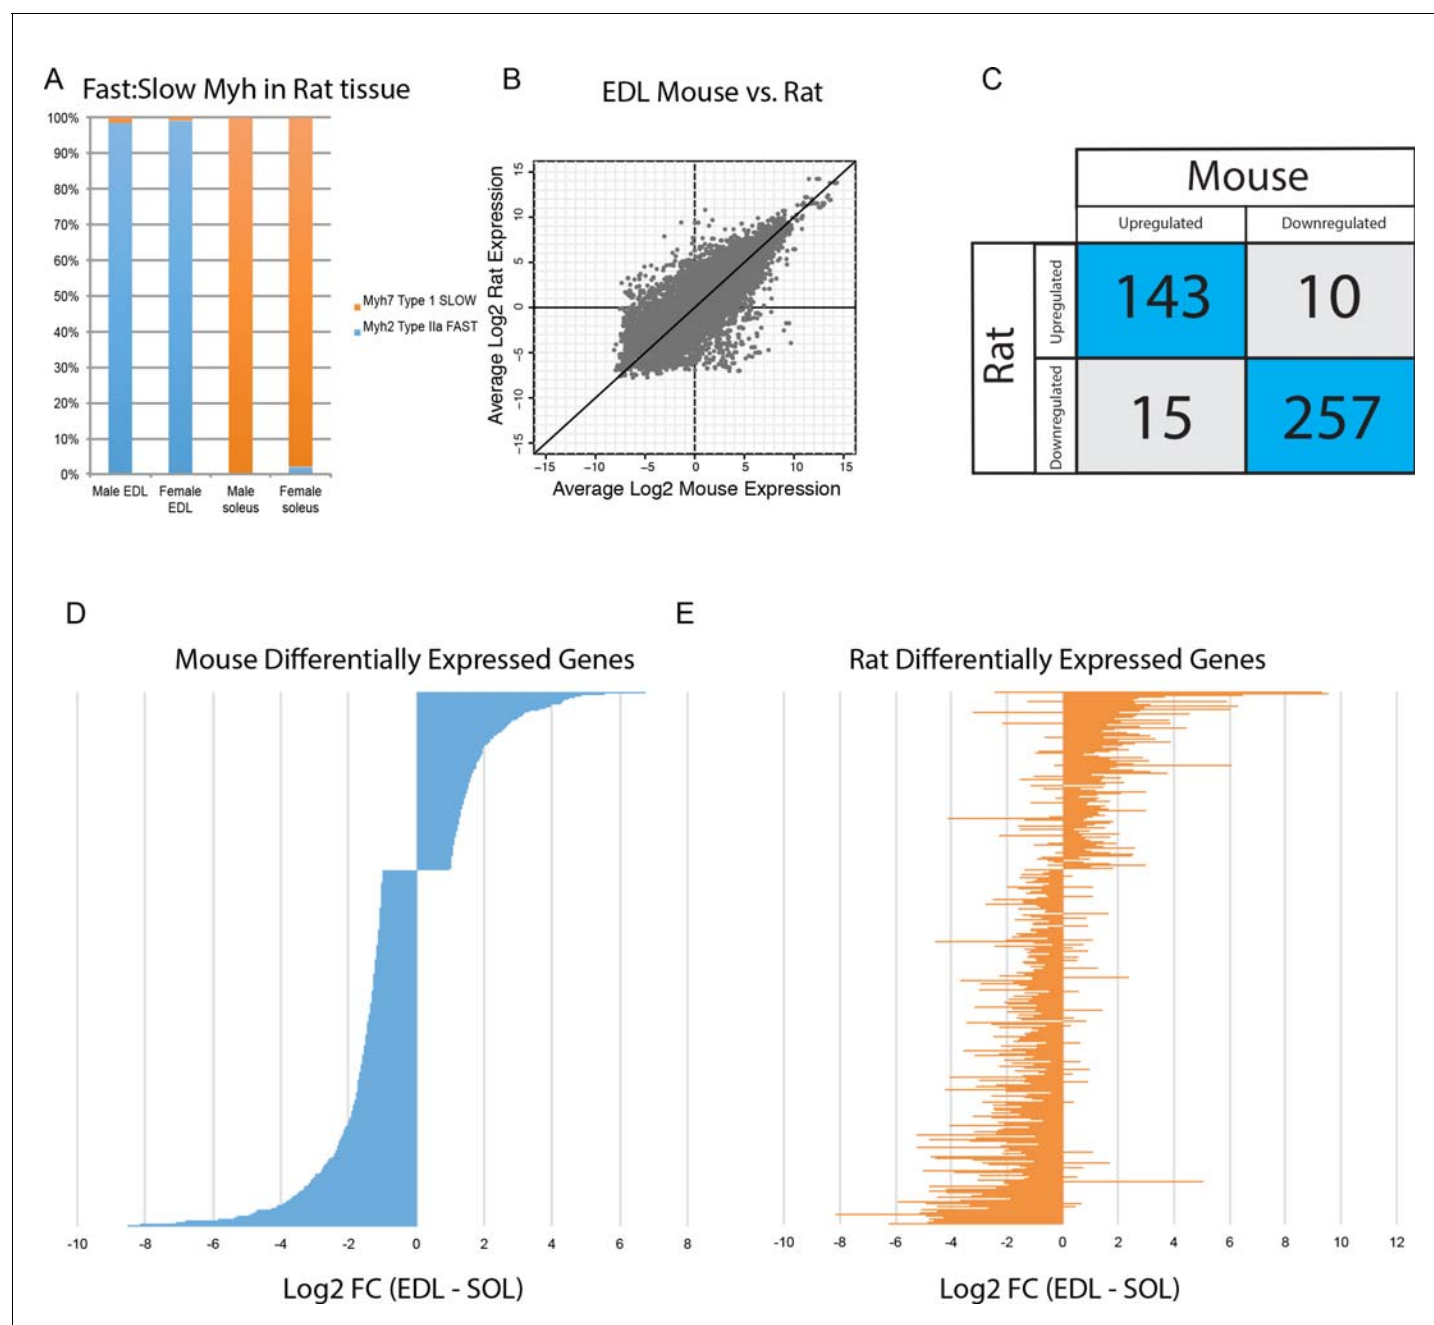 A
Fast:Slow Myh in Rat tissue
100%
90%
80%
70%
60%
50%
40%
30%
20%
10%
0%
Male EDL
Female
EDL
Male
soleus
Female
soleus
Myh7 Type 1 SLOW
Myh2 Type IIa FAST
B
EDL Mouse vs. Rat
Average Log2 Rat Expression
15
10
5
0
−5
−10
−15
−15 −10 −5 0 5 10 15
Average Log2 Mouse Expression
C
Mouse
Upregulated Downregulated
Rat
Upregulated
143 10
Downregulated
15 257
D
Mouse Differentially Expressed Genes
-10 -8 -6 -4 -2 0 2 4 6 8
Log2 FC (EDL - SOL)
E
Rat Differentially Expressed Genes
-10 -8 -6 -4 -2 0 2 4 6 8 10 12
Log2 FC (EDL - SOL)